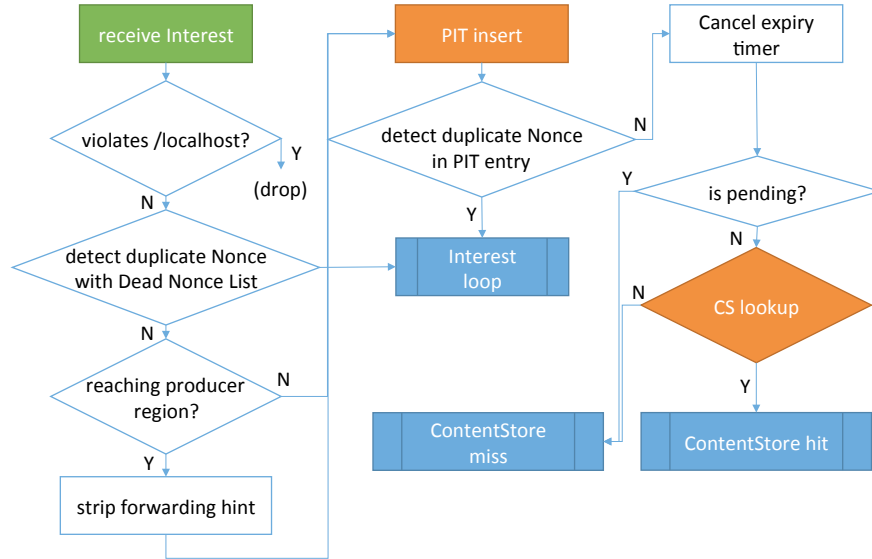 receive Interest
violates /localhost?
Y
(drop)
N
detect duplicate Nonce
with Dead Nonce List
N
reaching producer
region?
N
Y
strip forwarding hint
PIT insert
detect duplicate Nonce
in PIT entry
N
Y
Interest
loop
Cancel expiry
timer
is pending?
Y
N
CS lookup
N
Y
ContentStore
miss
ContentStore hit